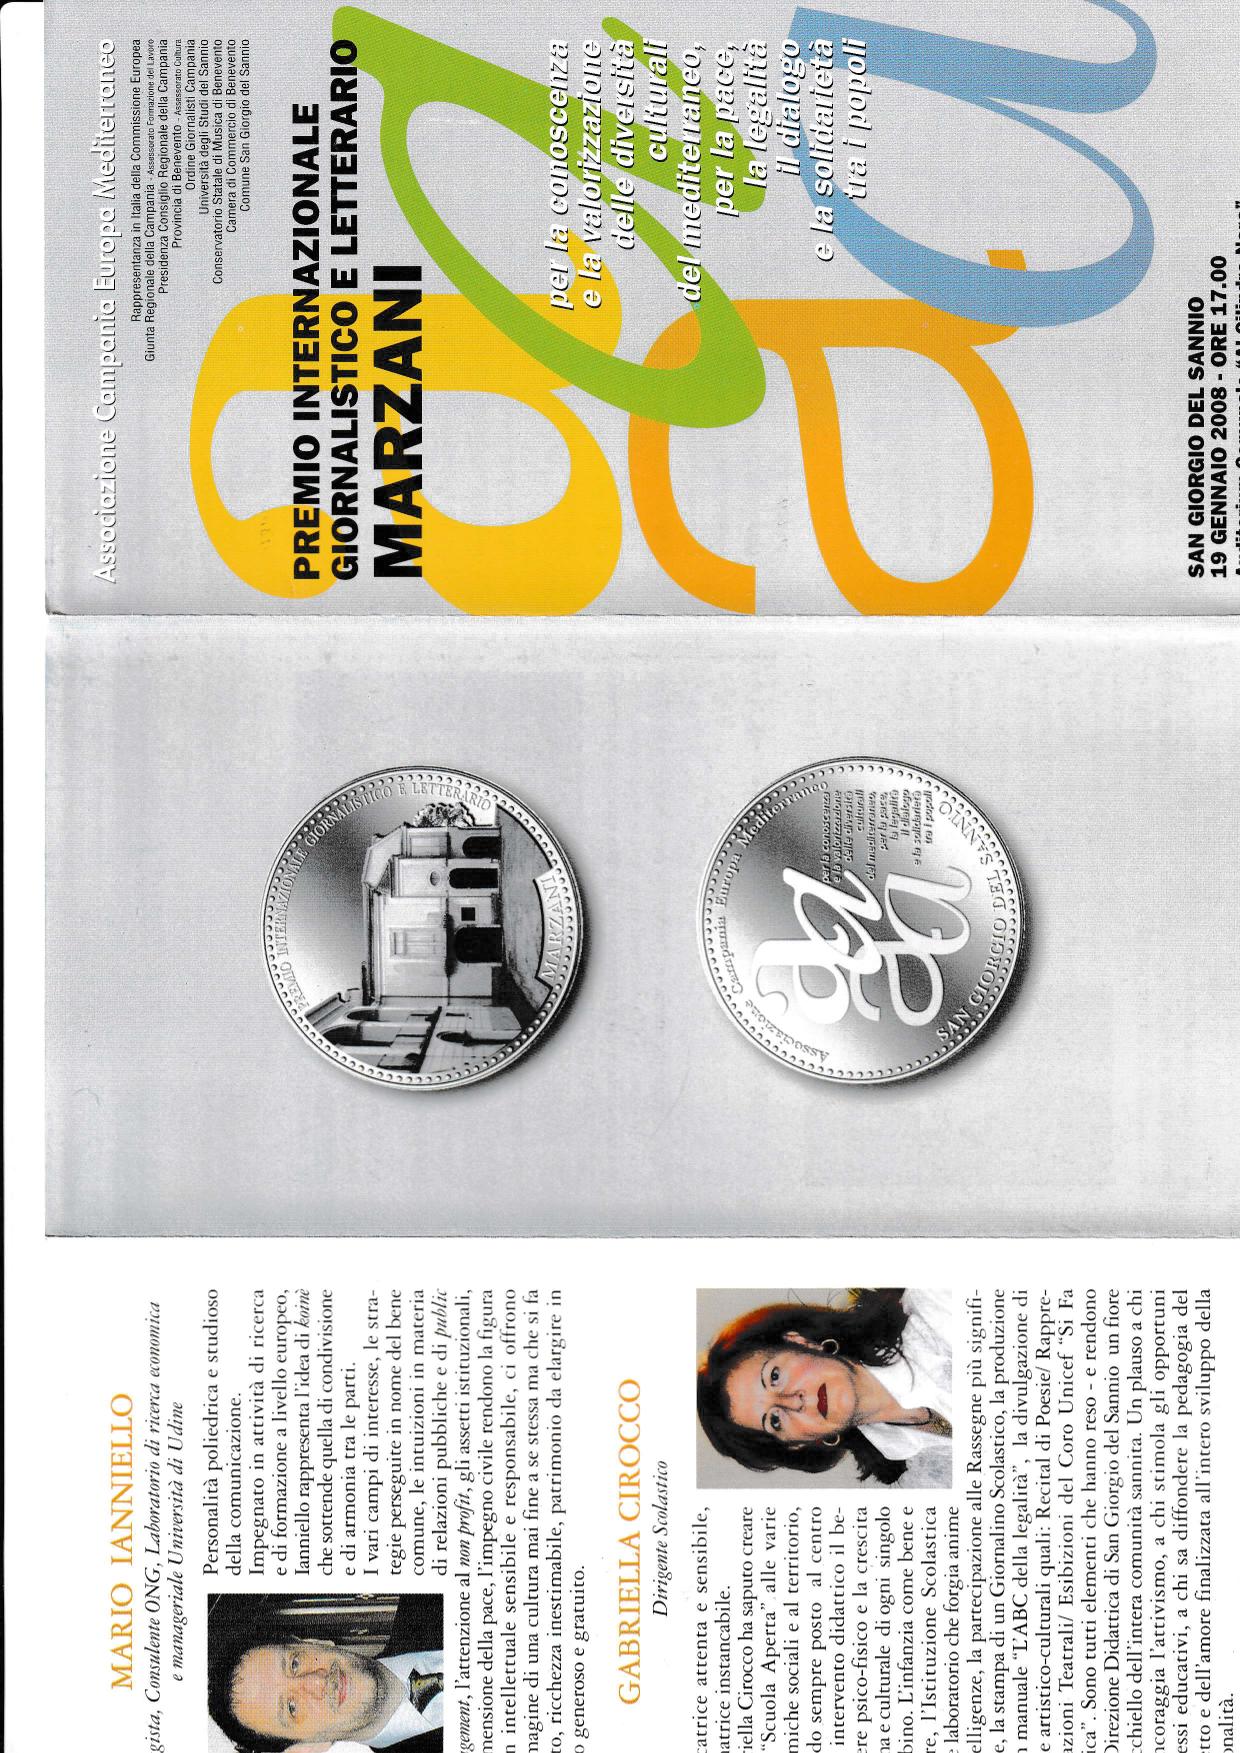 MARIO IANNIELLO
gista, Consulente ONG, Laboratorio di ricerca economica
e manageriale Università di Udine
Personalità poliedrica e studioso
della comunicazione.
Impegnato in attività di ricerca
e di formazione a livello europeo,
Ianniello rappresenta l'idea di koinè
che sottende quella di condivisione
e di armonia tra le parti.
I vari campi di interesse, le stra-
tegie perseguite in nome del bene
comune, le intuizioni in materia
di relazioni pubbliche e di public
gement, l'attenzione al non profit, gli assetti istituzionali,
mensione della pace, l'impegno civile rendono la figura
n intellettuale sensibile e responsabile, ci offrono
magine di una cultura mai fine a se stessa ma che si fa
to, ricchezza inestimabile, patrimonio da elargire in
o generoso e gratuito.
GABRIELLA CIROCCO
Dirigente Scolastico
catrice attenta e sensibile,
natrice instancabile.
riella Cirocco ha saputo creare
“Scuola Aperta” alle varie
miche sociali e al territorio,
do sempre posto al centro
intervento didattico il be-
ere psico-fisico e la crescita
na e culturale di ogni singolo
bino. L'infanzia come bene e
re, l'Istituzione Scolastica
e laboratorio che forgia anime
elligenze, la partecipazione alle Rassegne più signifi-
e, la stampa di un Giornalino Scolastico, la produzione
n manuale “L'ABC della legalità”, la divulgazione di
e artistico-culturali quali: Recital di Poesie/ Rappre-
azioni Teatrali/ Esibizioni del Coro Unicef “Si Fa
ica”. Sono tutti elementi che hanno reso - e rendono
Direzione Didattica di San Giorgio del Sannio un fiore
cchiello dell'intera comunità sannita. Un plauso a chi
ncoraggia l'attivismo, a chi stimola gli opportuni
essi educativi, a chi sa diffondere la pedagogia del
etto e dell'amore finalizzata all'intero sviluppo della
onalità.
PREMIO INTERNAZIONALE GIORNALISTICO E LETTERARIO
MARZANI
Associazione Campania Europa Mediterraneo
per la conoscenza
e la valorizzazione
delle diversità
culturali
del mediterraneo,
per la pace,
la legalità
il dialogo
e la solidarietà
tra i popoli
SAN GIORGIO DEL SANNIO
Associazione Campania Europa Mediterraneo
Rappresentanza in Italia della Commissione Europea
Giunta Regionale della Campania - Assessorato Formazione del Lavoro
Presidenza Consiglio Regionale della Campania
Provincia di Benevento - Assessorato Cultura
Ordine Giornalisti Campania
Università degli Studi del Sannio
Conservatorio Statale di Musica di Benevento
Camera di Commercio di Benevento
Comune San Giorgio del Sannio
PREMIO INTERNAZIONALE
GIORNALISTICO E LETTERARIO
MARZANI
per la conoscenza
e la valorizzazione
delle diversità
culturali
del mediterraneo,
per la pace,
la legalità
il dialogo
e la solidarietà
tra i popoli
SAN GIORGIO DEL SANNIO
19 GENNAIO 2008 - ORE 17.00
Auditorium Comunale “Al Cilindro Nero”